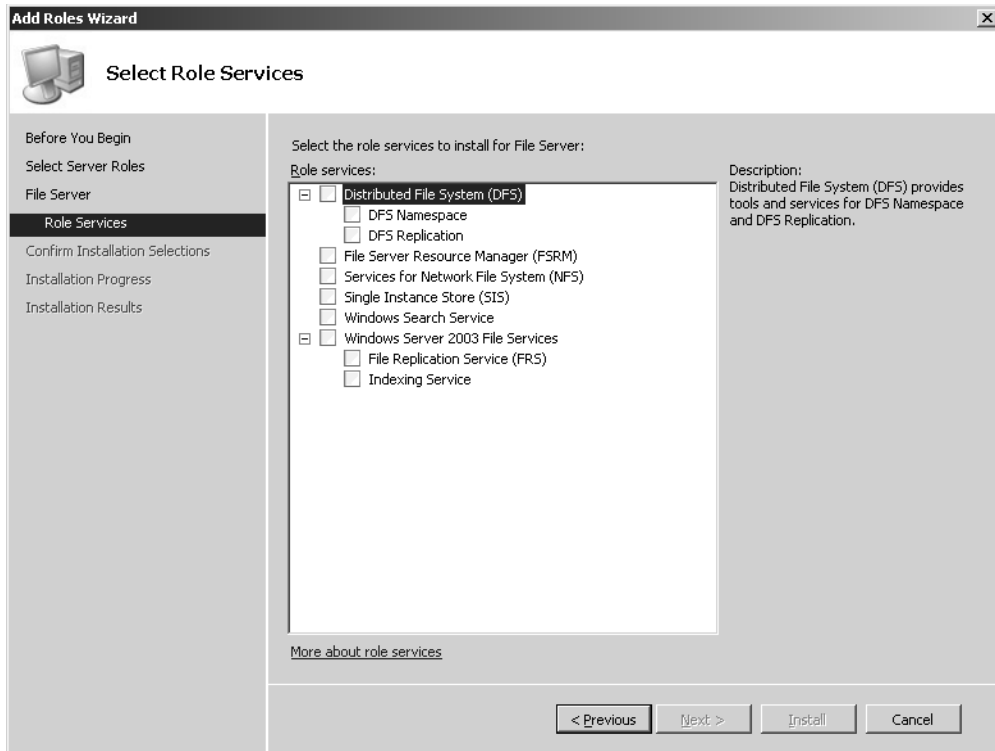 Add Roles Wizard
Select Role Services
Before You Begin
Select Server Roles
File Server
Role Services
Confirm Installation Selections
Installation Progress
Installation Results
Select the role services to install for File Server:
Role services:
Distributed File System (DFS)
DFS Namespace
DFS Replication
File Server Resource Manager (FSRM)
Services for Network File System (NFS)
Single Instance Store (SIS)
Windows Search Service
Windows Server 2003 File Services
File Replication Service (FRS)
Indexing Service
More about role services
Description:
Distributed File System (DFS) provides
tools and services for DFS Namespace
and DFS Replication.
< Previous
Next >
Install
Cancel